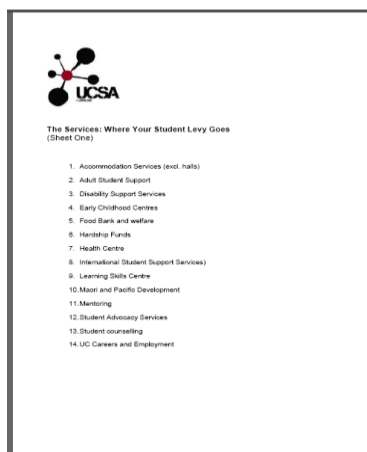 UCSA
The Services: Where Your Student Levy Goes
(Sheet One)
1. Accommodation Services (excl. halls)
2. Adult Student Support
3. Disability Support Services
4. Early Childhood Centres
5. Food Bank and welfare
6. Hardship Funds
7. Health Centre
8. International Student Support Services)
9. Learning Skills Centre
10. Maori and Pacific Development
11. Mentoring
12. Student Advocacy Services
13. Student counselling
14. UC Careers and Employment